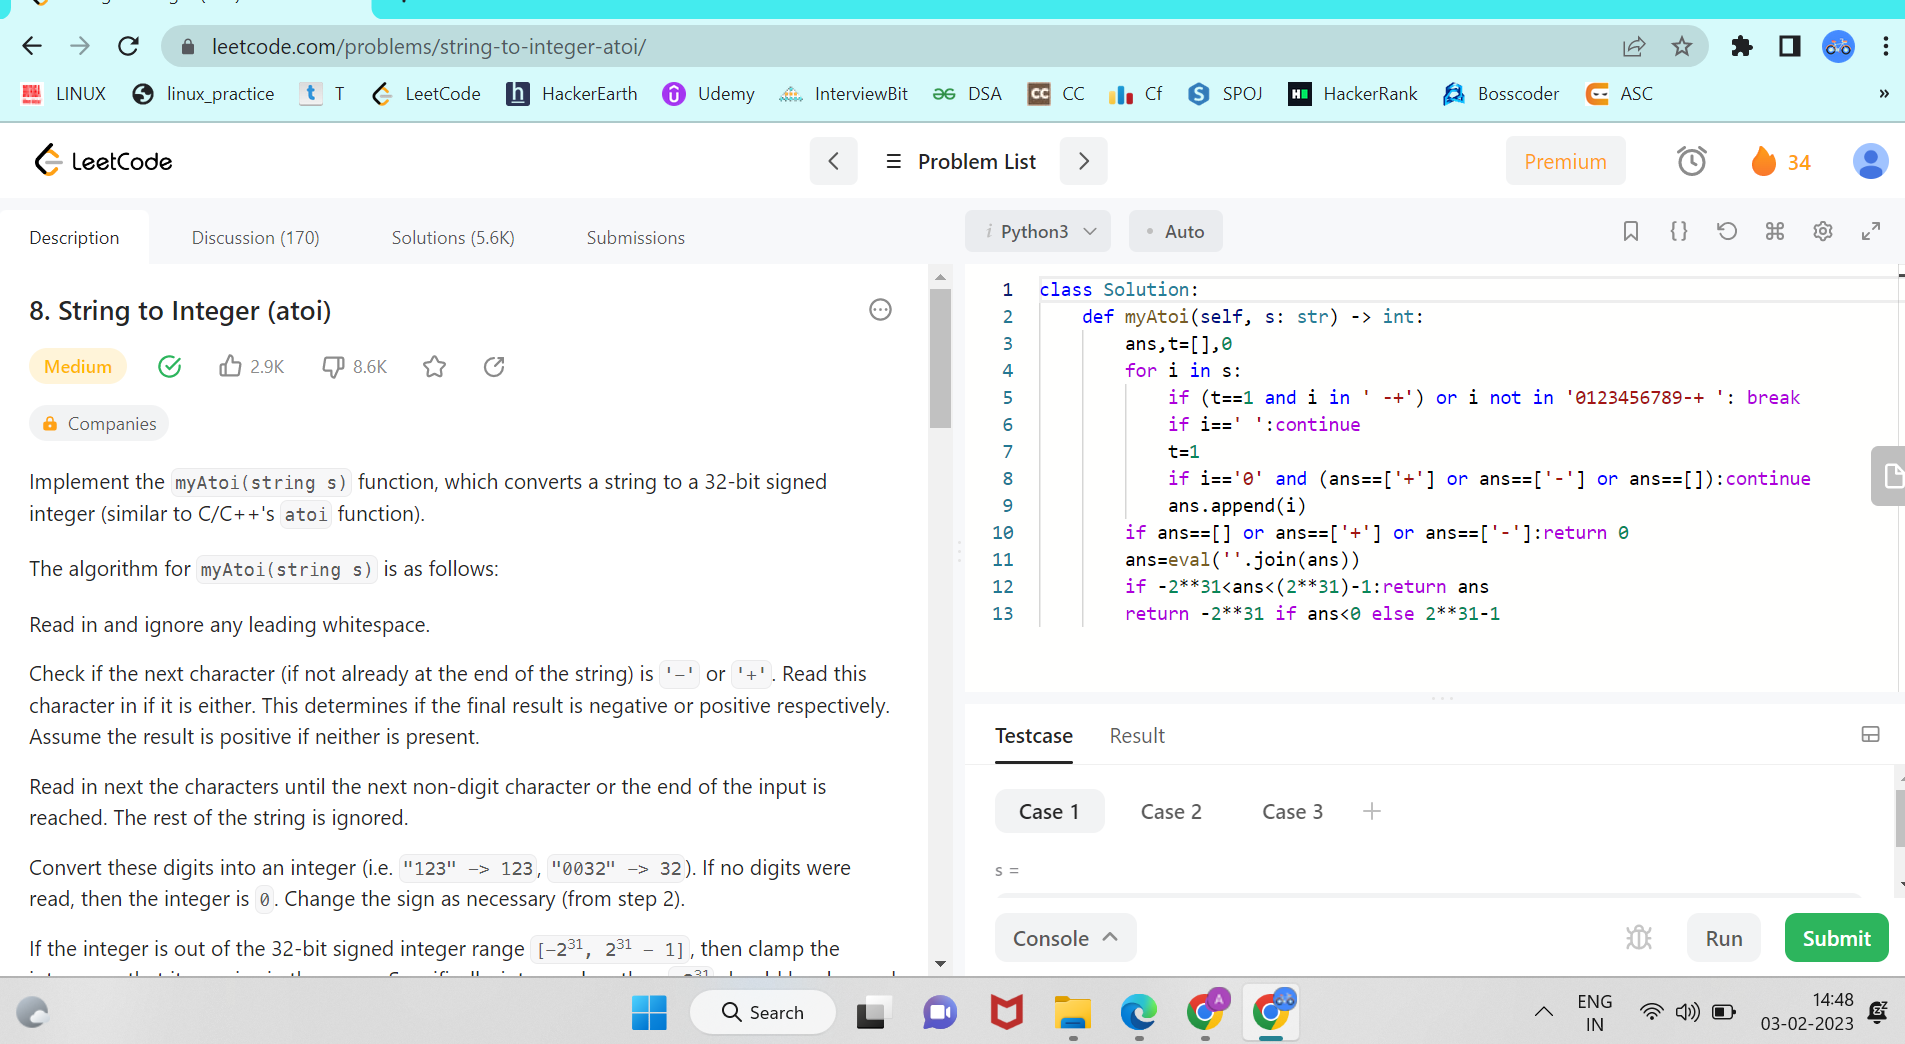 leetcode.com/problems/string-to-integer-atoi/
LINUX linux_practice T LeetCode HackerEarth Udemy InterviewBit DSA CC Cf SPOJ HackerRank Bosscoder ASC »
LeetCode Problem List Premium 34
Description Discussion (170) Solutions (5.6K) Submissions
8. String to Integer (atoi)
Medium 2.9K 8.6K
Companies
Implement the myAtoi(string s) function, which converts a string to a 32-bit signed
integer (similar to C/C++'s atoi function).
The algorithm for myAtoi(string s) is as follows:
Read in and ignore any leading whitespace.
Check if the next character (if not already at the end of the string) is '-' or '+'. Read this
character in if it is either. This determines if the final result is negative or positive respectively.
Assume the result is positive if neither is present.
Read in next the characters until the next non-digit character or the end of the input is
reached. The rest of the string is ignored.
Convert these digits into an integer (i.e. "123" -> 123, "0032" -> 32). If no digits were
read, then the integer is 0. Change the sign as necessary (from step 2).
If the integer is out of the 32-bit signed integer range [-2³¹, 2³¹ - 1], then clamp the
i Python3 • Auto
1 class Solution:
2     def myAtoi(self, s: str) -> int:
3         ans,t=[],0
4         for i in s:
5             if (t==1 and i in ' -+') or i not in '0123456789-+ ': break
6             if i==' ':continue
7             t=1
8             if i=='0' and (ans==['+'] or ans==['-'] or ans==[]):continue
9             ans.append(i)
10         if ans==[] or ans==['+'] or ans==['-']:return 0
11         ans=eval(''.join(ans))
12         if -2**31<ans<(2**31)-1:return ans
13         return -2**31 if ans<0 else 2**31-1
Testcase Result
Case 1 Case 2 Case 3 +
s =
Console Run Submit
Search
A
ENG
IN
14:48
03-02-2023